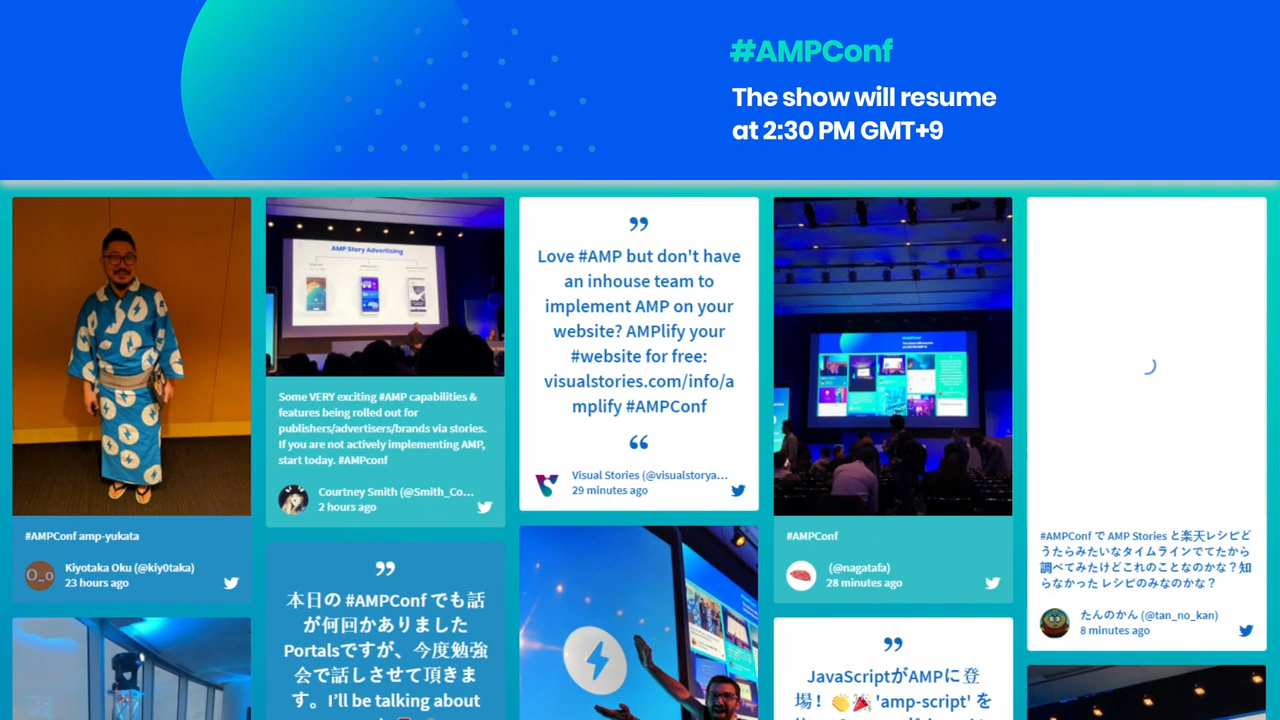 #AMPConf
The show will resume
at 2:30 PM GMT+9
#AMPConf amp-yukata
O_o
Kiyotaka Oku (@kiy0taka)
23 hours ago
AMP Story Advertising
Some VERY exciting #AMP capabilities &
features being rolled out for
publishers/advertisers/brands via stories.
If you are not actively implementing AMP,
start today. #AMPconf
Courtney Smith (@Smith_Co...
2 hours ago
本日の #AMPConf でも話
が何回かありました
Portalsですが、今度勉強
会で話しさせて頂きま
す。I'll be talking about
Love #AMP but don't have
an inhouse team to
implement AMP on your
website? AMPlify your
#website for free:
visualstories.com/info/a
mplify #AMPConf
Visual Stories (@visualstorya...
29 minutes ago
#AMPConf
(@nagatafa)
28 minutes ago
JavaScriptがAMPに登
場！👏🎉 'amp-script' を
#AMPConf で AMP Stories と楽天レシピど
うたらみたいなタイムラインでてたから
調べてみたけどこれのことなのかな？知
らなかった レシピのみなのかな？
たんのかん (@tan_no_kan)
8 minutes ago